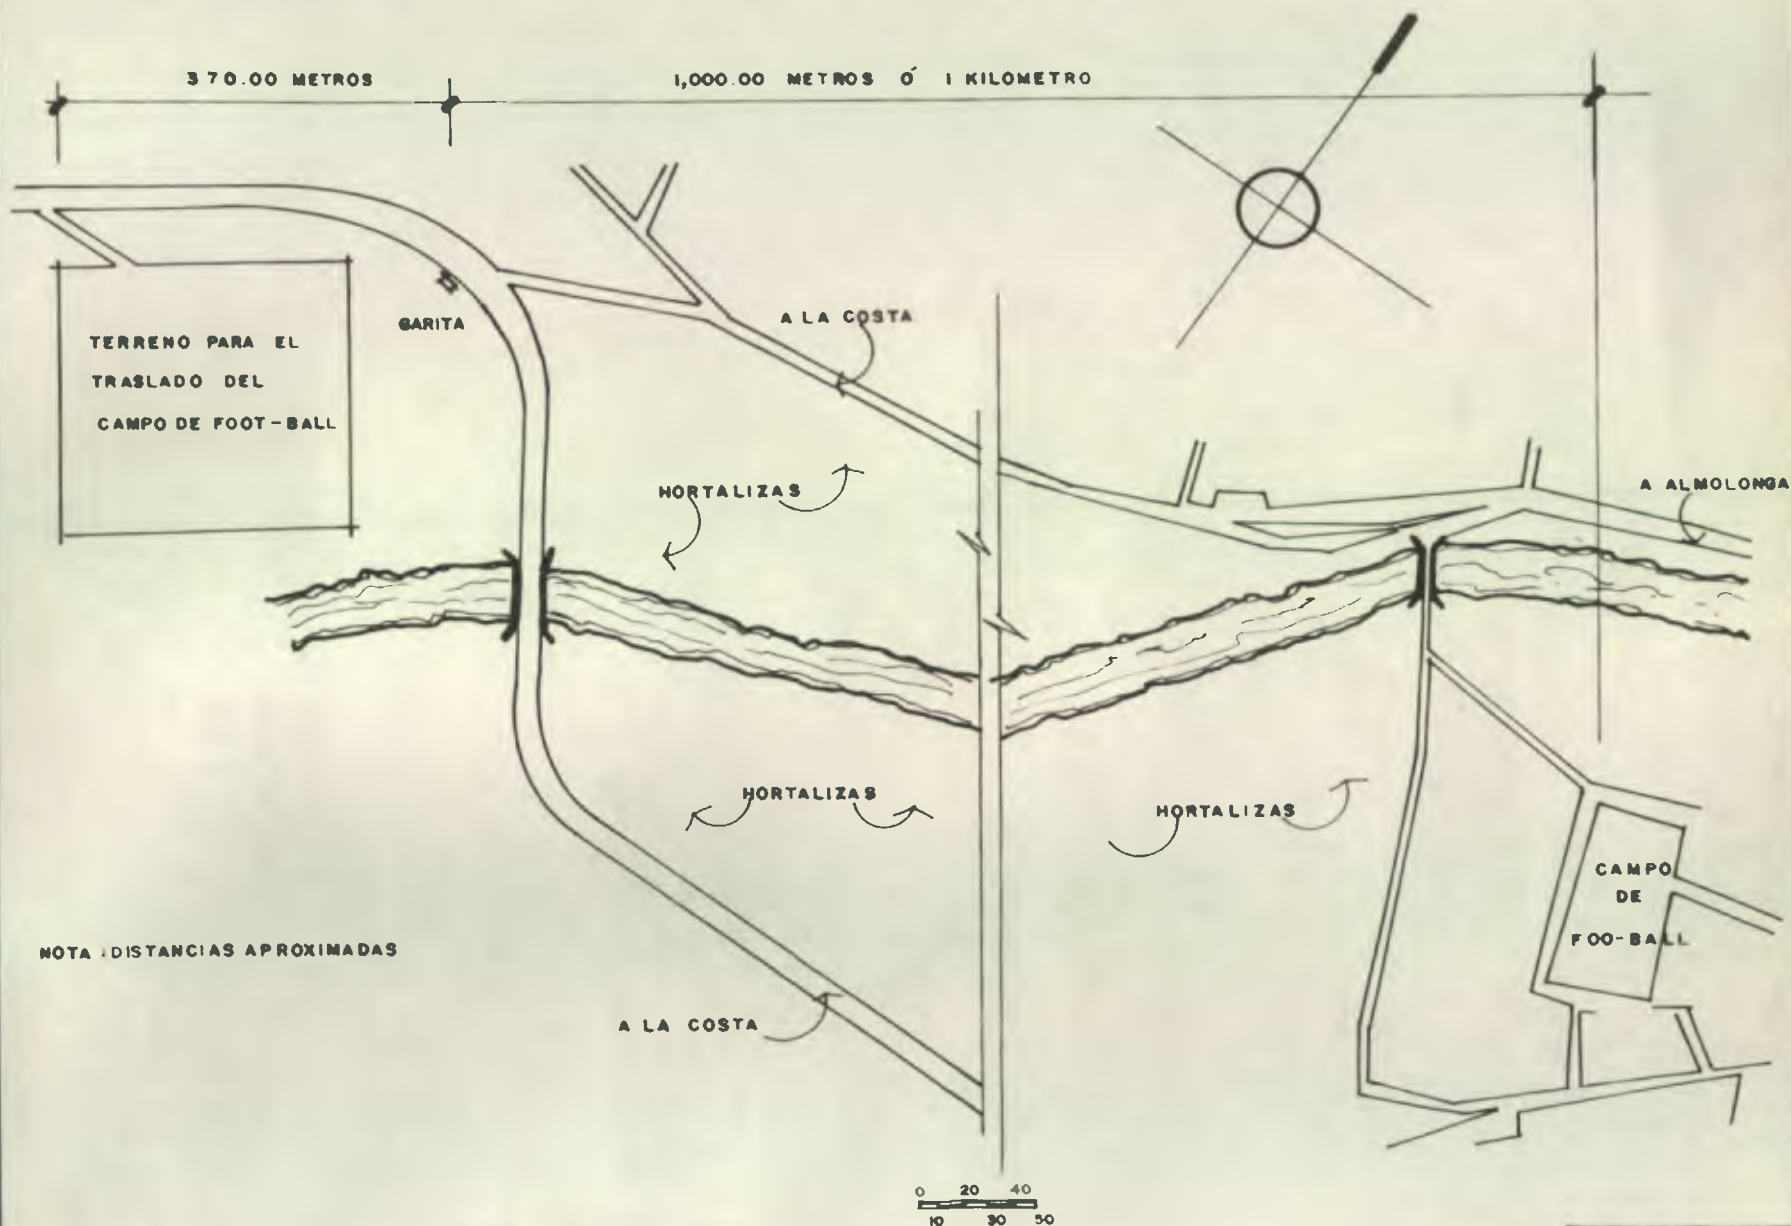 370.00 METROS
1,000.00 METROS Ó 1 KILOMETRO
A LA COSTA
GARITA
TERRENO PARA EL
TRASLADO DEL
CAMPO DE FOOT-BALL
HORTALIZAS
A ALMOLONGA
HORTALIZAS
HORTALIZAS
CAMPO
DE
FOO-BALL
NOTA : DISTANCIAS APROXIMADAS
A LA COSTA
0 20 40
10 30 50